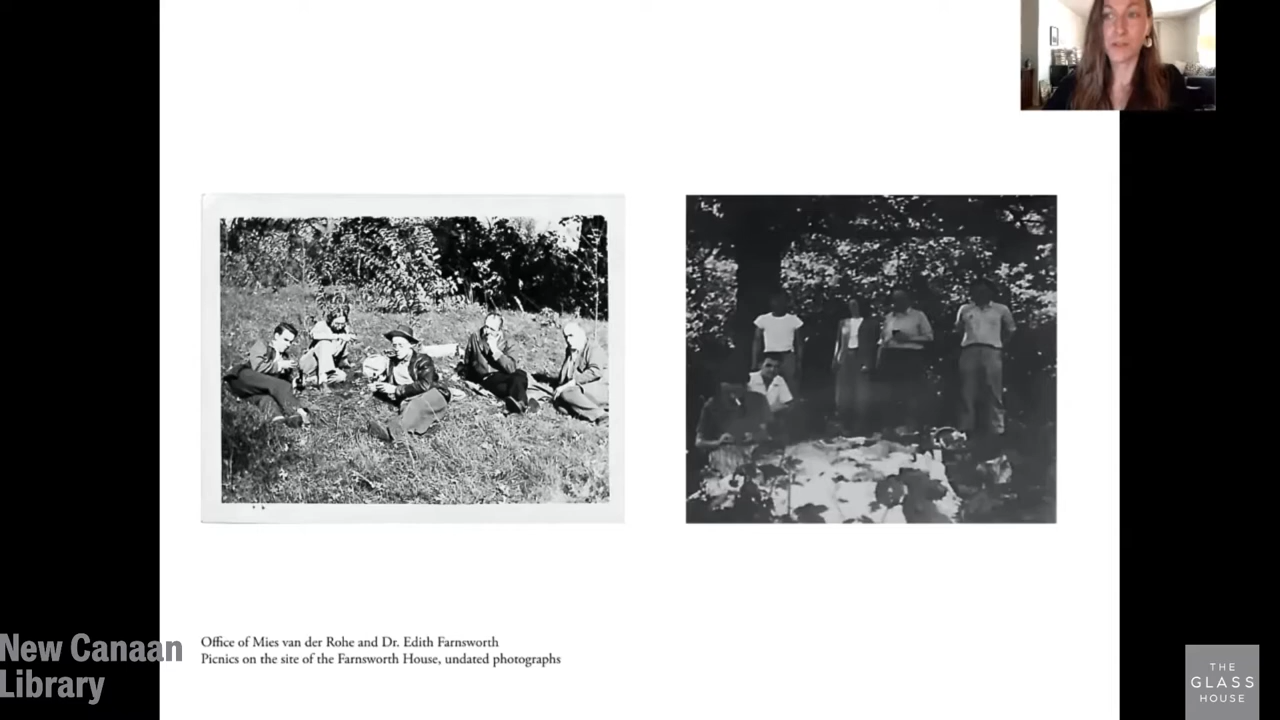 Office of Mies van der Rohe and Dr. Edith Farnsworth
Picnics on the site of the Farnsworth House, undated photographs
New Canaan
Library
THE
GLASS
HOUSE